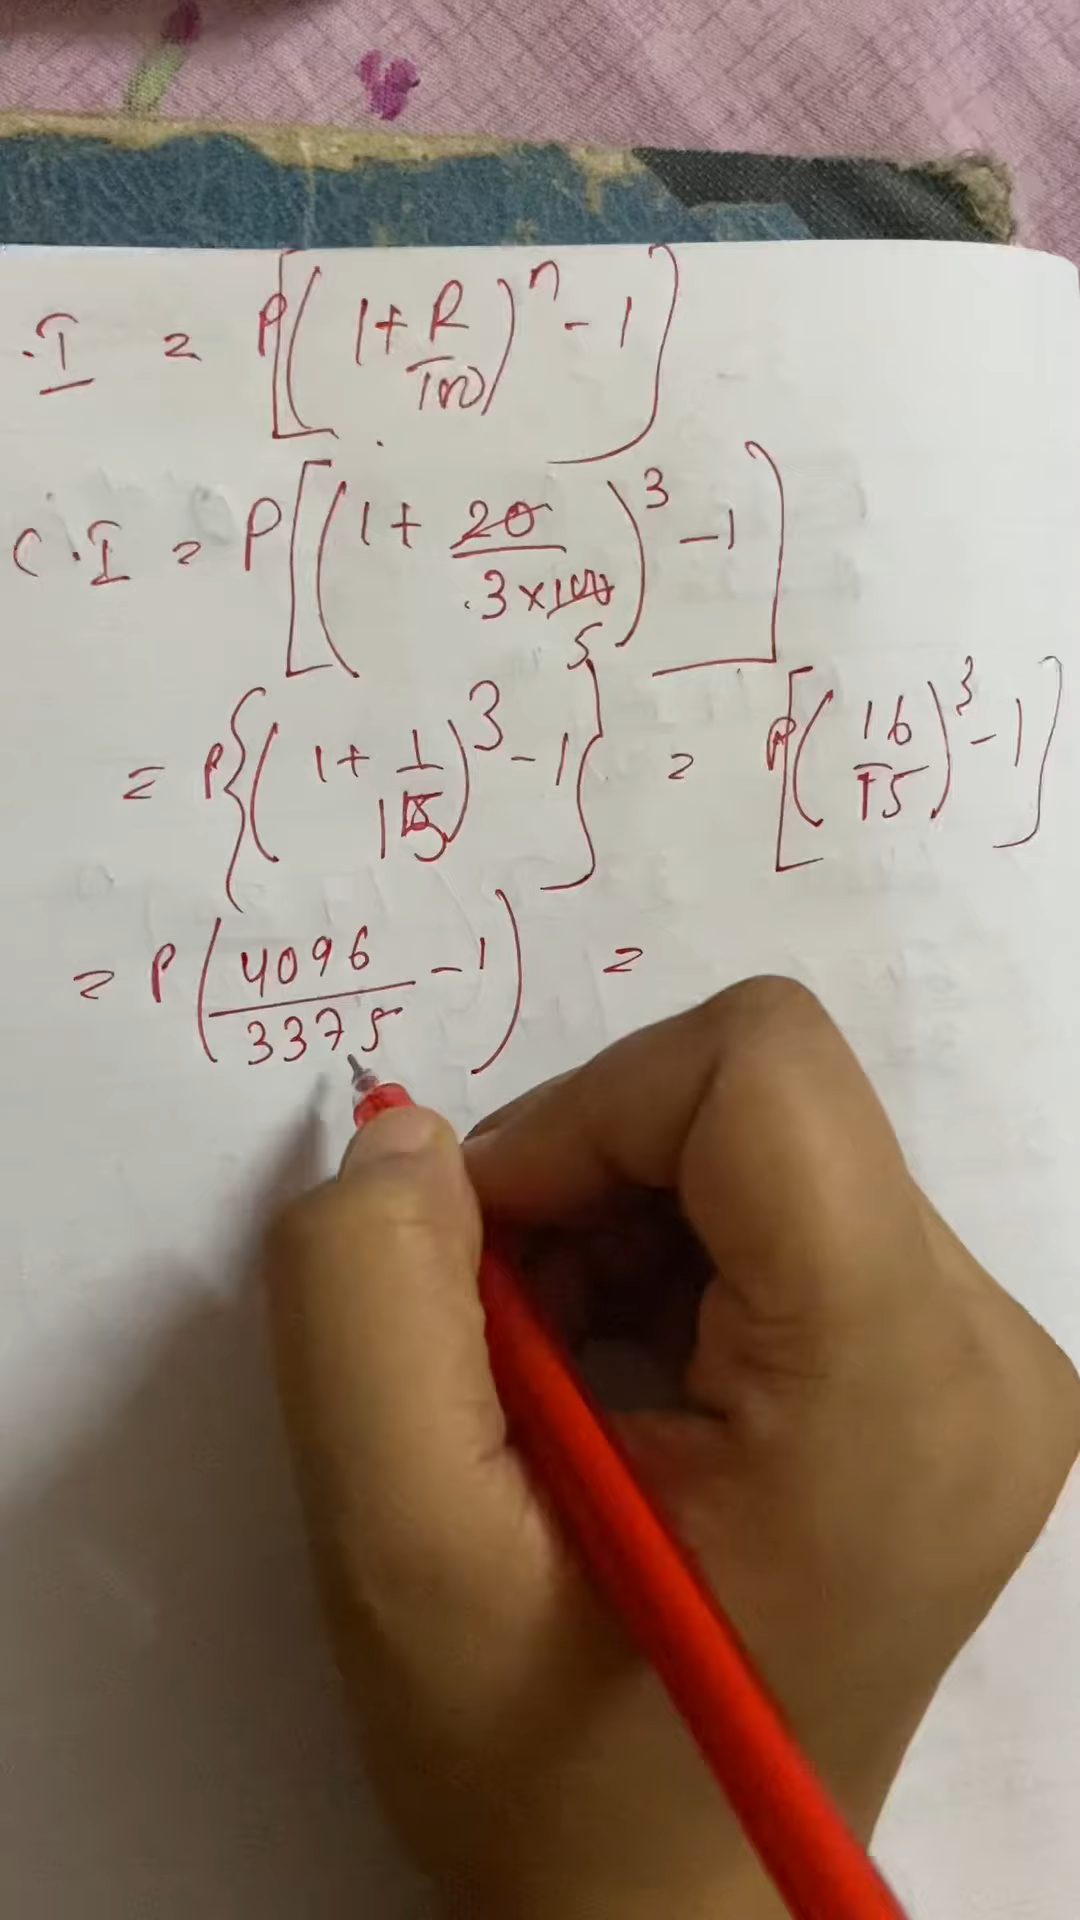 .I = P[(1+R/100)^n - 1]
C.I = P[(1 + 20/3×100)^3 - 1]
5
= P{(1 + 1/15)^3 - 1} = P[(16/15)^3 - 1]
= P(4096/3375 - 1) =